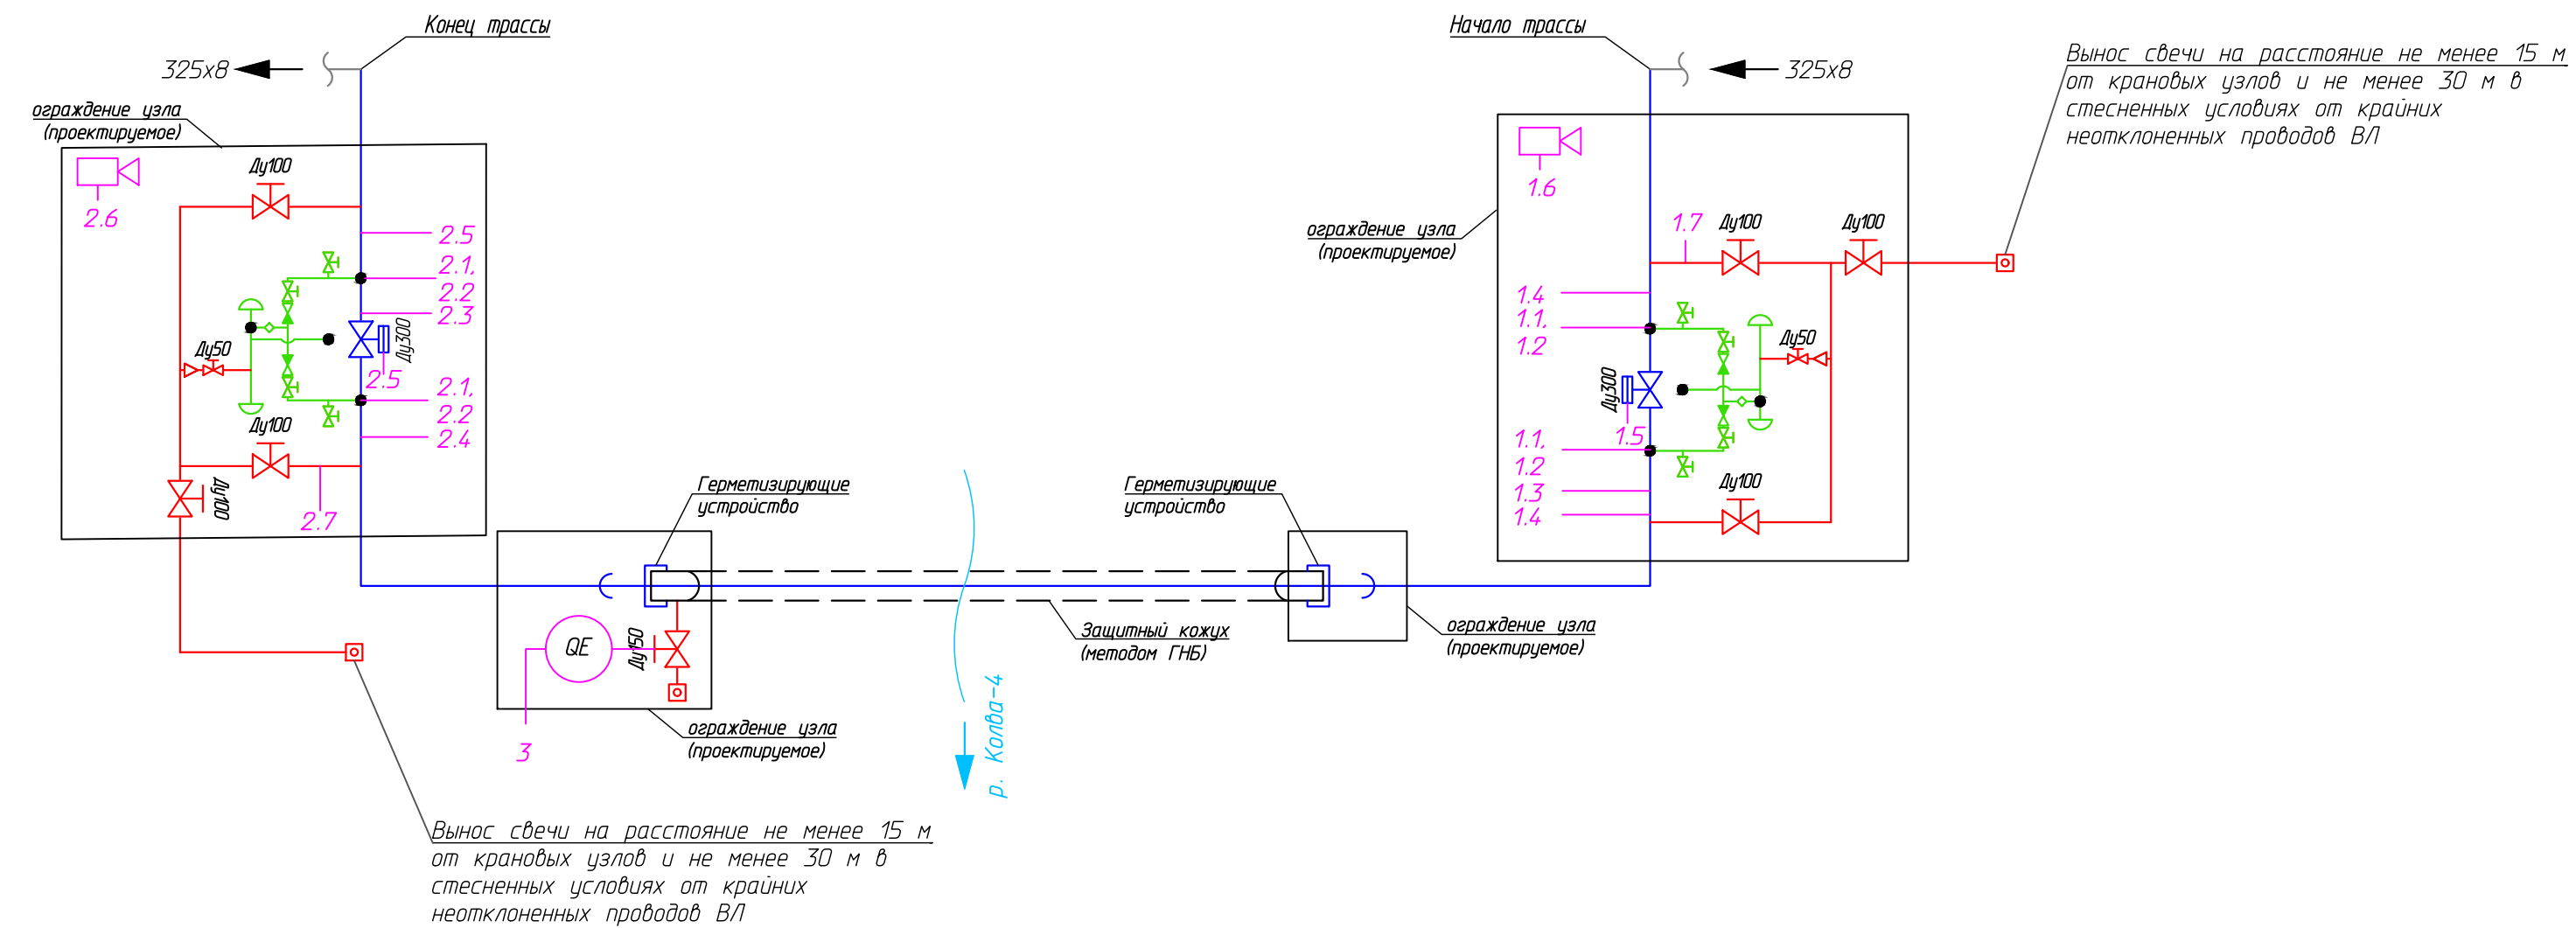 Конец трассы
325х8
ограждение узла
(проектируемое)
2.6
Ду100
2.5
2.1,
2.2
2.3
Ду300
Ду50
2.5
2.1,
2.2
2.4
Ду100
Ду100
2.7
Герметизирующие
устройство
QE
Ду150
3
ограждение узла
(проектируемое)
Вынос свечи на расстояние не менее 15 м
от крановых узлов и не менее 30 м в
стесненных условиях от крайних
неотклоненных проводов ВЛ
р. Колва-4
Защитный кожух
(методом ГНБ)
Герметизирующие
устройство
ограждение узла
(проектируемое)
Начало трассы
325х8
ограждение узла
(проектируемое)
1.6
1.7
Ду100
Ду100
1.4
1.1,
1.2
Ду50
Ду300
1.5
1.1,
1.2
1.3
1.4
Ду100
Вынос свечи на расстояние не менее 15 м
от крановых узлов и не менее 30 м в
стесненных условиях от крайних
неотклоненных проводов ВЛ